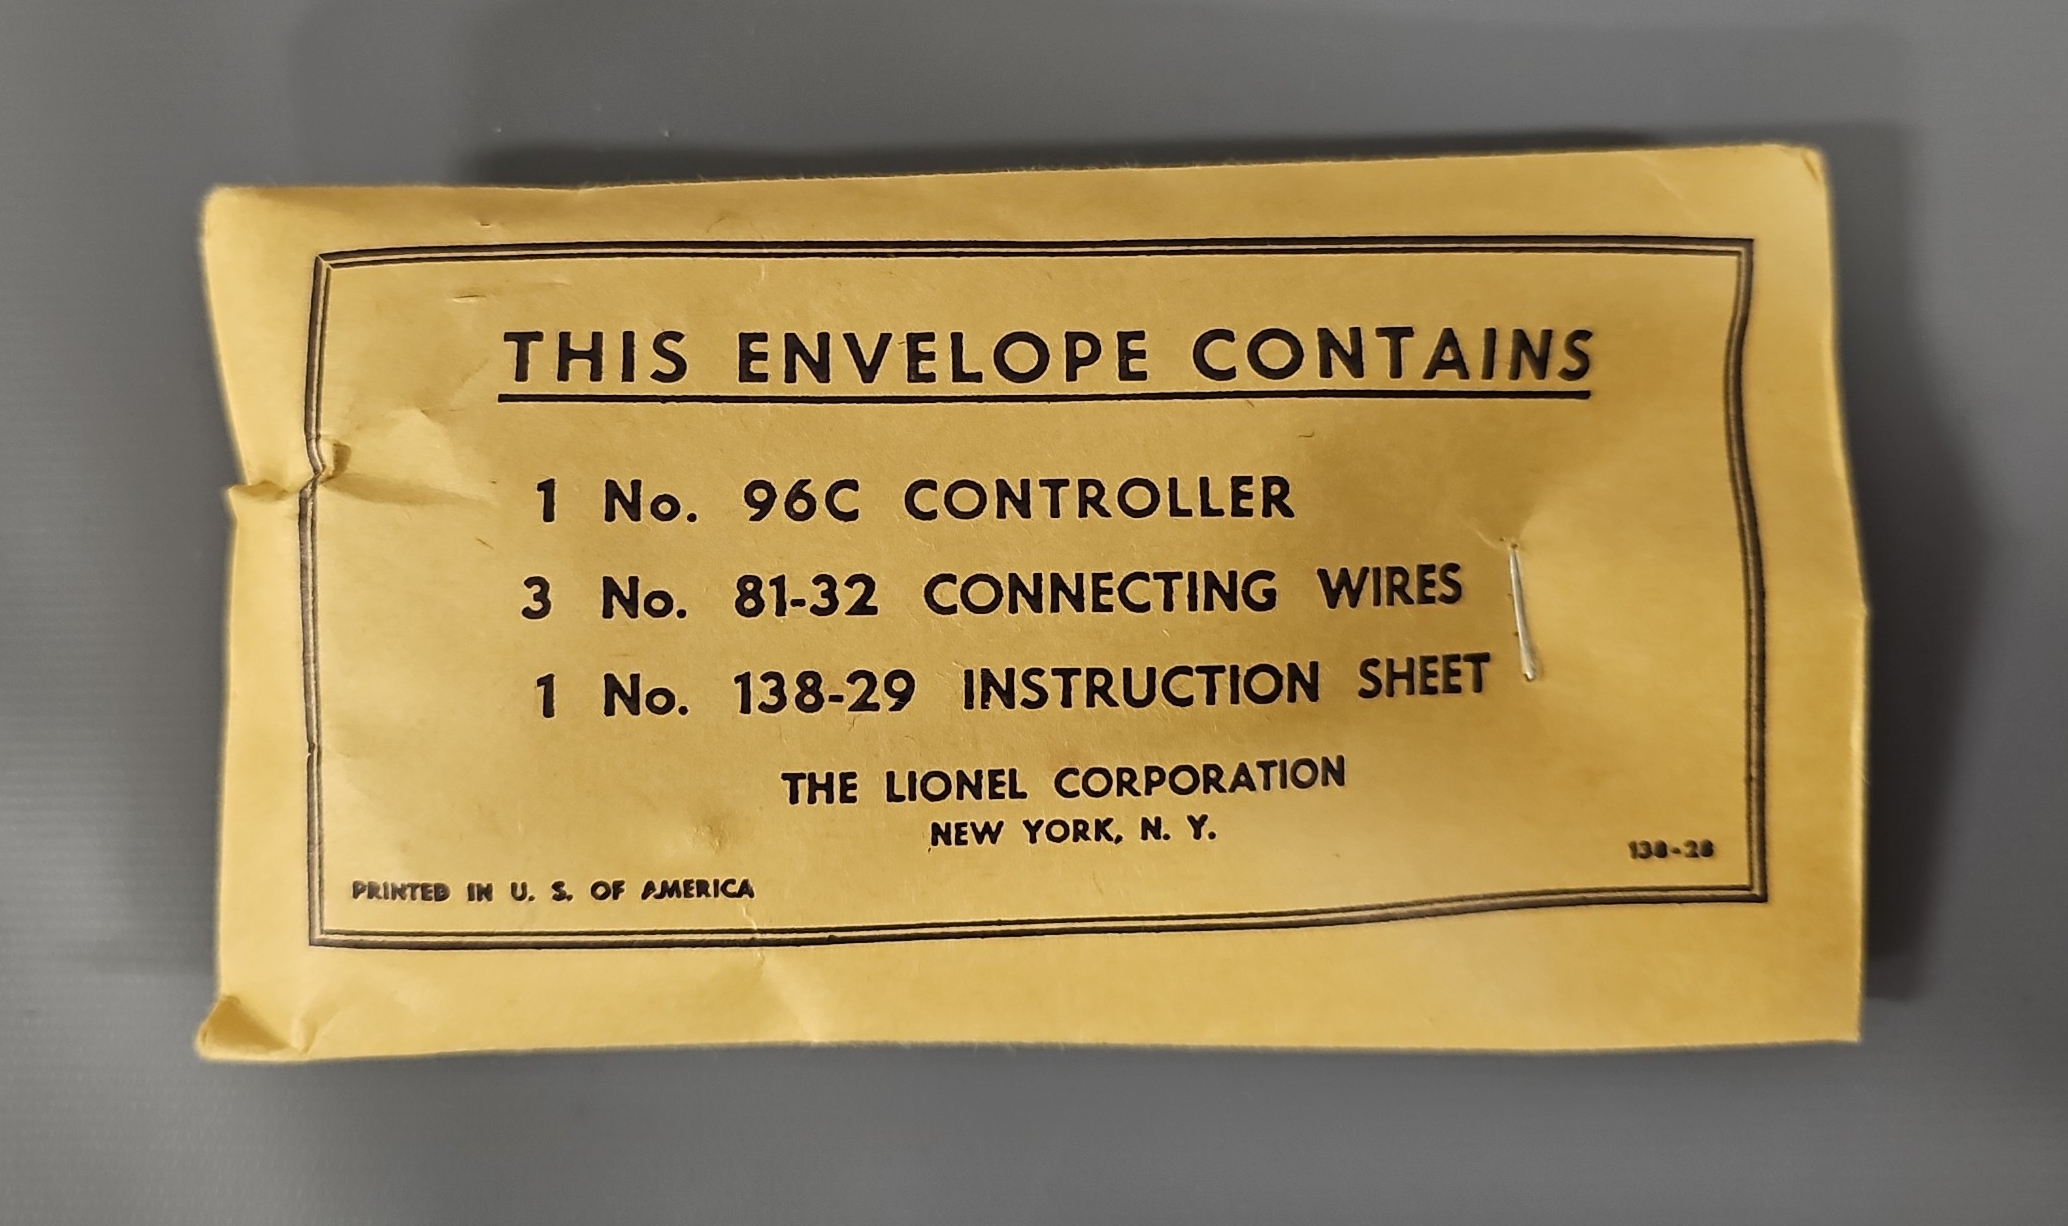 THIS ENVELOPE CONTAINS
1 No. 96C CONTROLLER
3 No. 81-32 CONNECTING WIRES
1 No. 138-29 INSTRUCTION SHEET
THE LIONEL CORPORATION
NEW YORK, N. Y.
138-28
PRINTED IN U. S. OF AMERICA